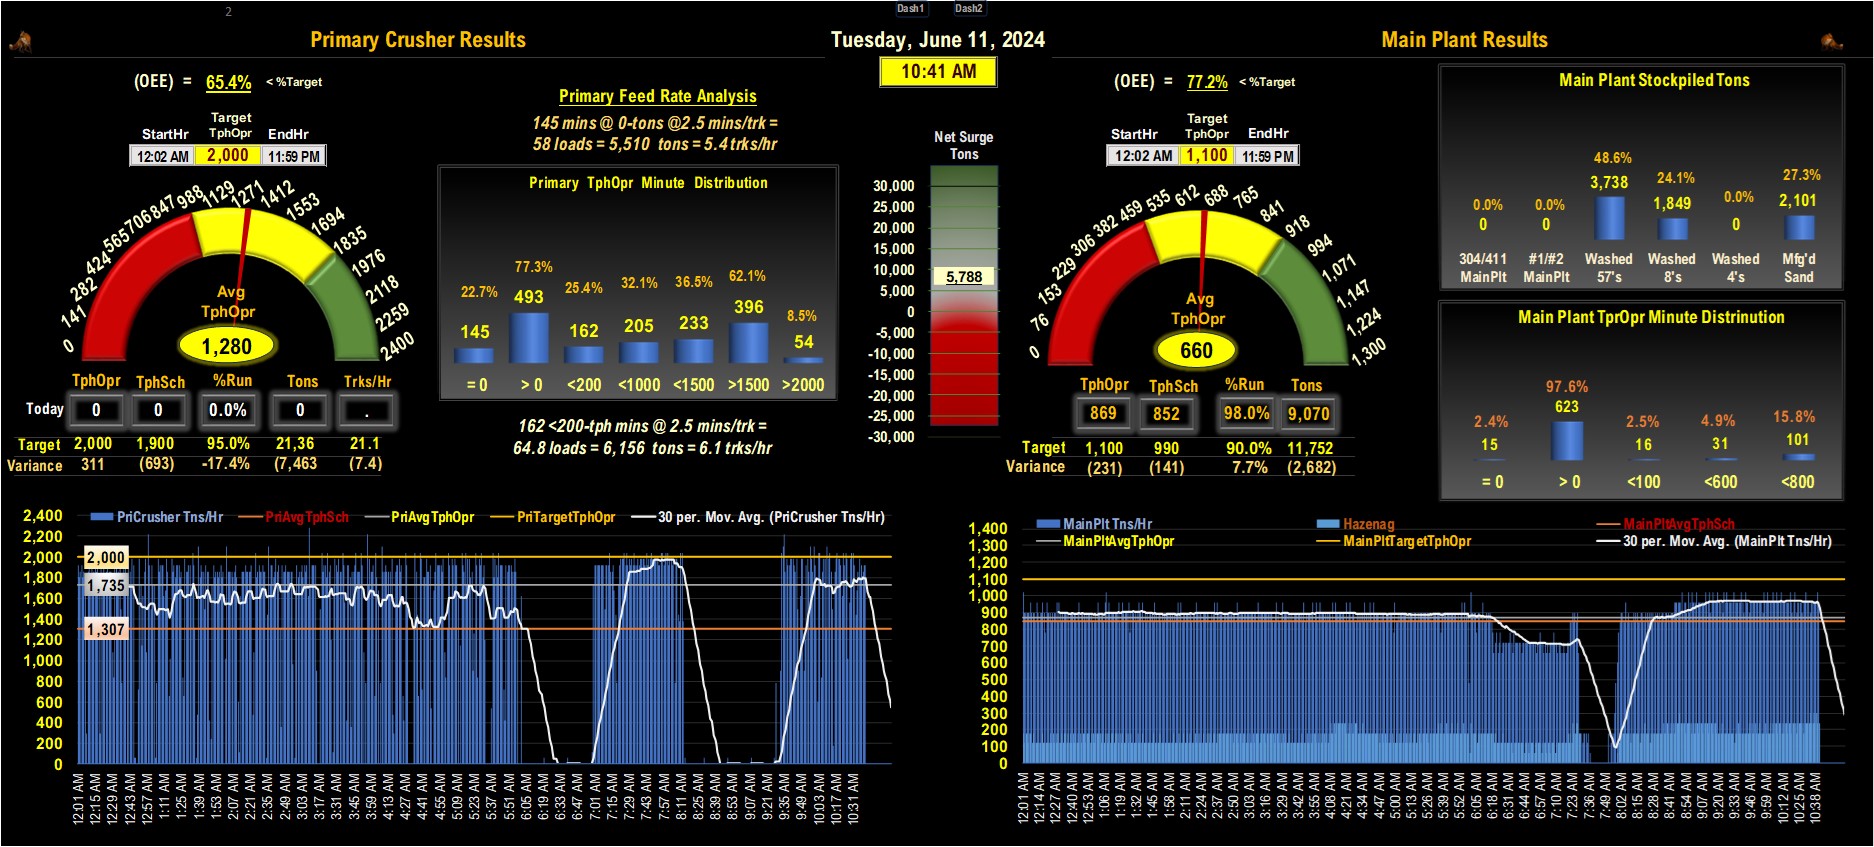 2
Dash1 Dash2
Primary Crusher Results
Tuesday, June 11, 2024
Main Plant Results
10:41 AM
(OEE) = 65.4% < %Target
Target
StartHr TphOpr EndHr
12:02 AM 2,000 11:59 PM
0 141 282 424 565 706 847 988 1129 1271 1412 1553 1694 1835 1976 2118 2259 2400
Avg
TphOpr
1,280
TphOpr TphSch %Run Tons Trks/Hr
Today 0 0 0.0% 0 .
Target 2,000 1,900 95.0% 21,36 21.1
Variance 311 (693) -17.4% (7,463 (7.4)
Primary Feed Rate Analysis
145 mins @ 0-tons @2.5 mins/trk =
58 loads = 5,510 tons = 5.4 trks/hr
Primary TphOpr Minute Distribution
22.7% 77.3% 25.4% 32.1% 36.5% 62.1% 8.5%
145 493 162 205 233 396 54
= 0 > 0 <200 <1000 <1500 >1500 >2000
162 <200-tph mins @ 2.5 mins/trk =
64.8 loads = 6,156 tons = 6.1 trks/hr
Net Surge
Tons
30,000
25,000
20,000
15,000
10,000
5,788
5,000
0
-5,000
-10,000
-15,000
-20,000
-25,000
-30,000
(OEE) = 77.2% < %Target
Target
StartHr TphOpr EndHr
12:02 AM 1,100 11:59 PM
0 76 153 229 306 382 459 535 612 688 765 841 918 994 1,071 1,147 1,224 1,300
Avg
TphOpr
660
TphOpr TphSch %Run Tons
869 852 98.0% 9,070
Target 1,100 990 90.0% 11,752
Variance (231) (141) 7.7% (2,682)
Main Plant Stockpiled Tons
0.0% 0.0% 48.6% 24.1% 0.0% 27.3%
0 0 3,738 1,849 0 2,101
304/411 #1/#2 Washed Washed Washed Mfg'd
MainPlt MainPlt 57's 8's 4's Sand
Main Plant TprOpr Minute Distrinution
2.4% 97.6% 2.5% 4.9% 15.8%
15 623 16 31 101
= 0 > 0 <100 <600 <800
PriCrusher Tns/Hr PriAvgTphSch PriAvgTphOpr PriTargetTphOpr 30 per. Mov. Avg. (PriCrusher Tns/Hr)
2,400
2,200
2,000
1,800
1,600
1,400
1,200
1,000
800
600
400
200
0
2,000
1,735
1,307
12:01 AM 12:15 AM 12:29 AM 12:43 AM 12:57 AM 1:11 AM 1:25 AM 1:39 AM 1:53 AM 2:07 AM 2:21 AM 2:35 AM 2:49 AM 3:03 AM 3:17 AM 3:31 AM 3:45 AM 3:59 AM 4:13 AM 4:27 AM 4:41 AM 4:55 AM 5:09 AM 5:23 AM 5:37 AM 5:51 AM 6:05 AM 6:19 AM 6:33 AM 6:47 AM 7:01 AM 7:15 AM 7:29 AM 7:43 AM 7:57 AM 8:11 AM 8:25 AM 8:39 AM 8:53 AM 9:07 AM 9:21 AM 9:35 AM 10:03 AM 10:17 AM 10:31 AM
MainPlt Tns/Hr Hazenag MainPltAvgTphSch
MainPltAvgTphOpr MainPltTargetTphOpr 30 per. Mov. Avg. (MainPlt Tns/Hr)
1,400
1,300
1,200
1,100
1,000
900
800
700
600
500
400
300
200
100
0
12:01 AM 12:14 AM 12:27 AM 12:40 AM 12:53 AM 1:06 AM 1:19 AM 1:32 AM 1:45 AM 1:58 AM 2:11 AM 2:24 AM 2:37 AM 2:50 AM 3:03 AM 3:16 AM 3:29 AM 3:42 AM 3:55 AM 4:08 AM 4:21 AM 4:34 AM 4:47 AM 5:00 AM 5:13 AM 5:26 AM 5:39 AM 5:52 AM 6:05 AM 6:18 AM 6:31 AM 6:44 AM 6:57 AM 7:10 AM 7:23 AM 7:36 AM 7:49 AM 8:02 AM 8:15 AM 8:28 AM 8:41 AM 8:54 AM 9:07 AM 9:20 AM 9:33 AM 9:46 AM 9:59 AM 10:12 AM 10:25 AM 10:38 AM